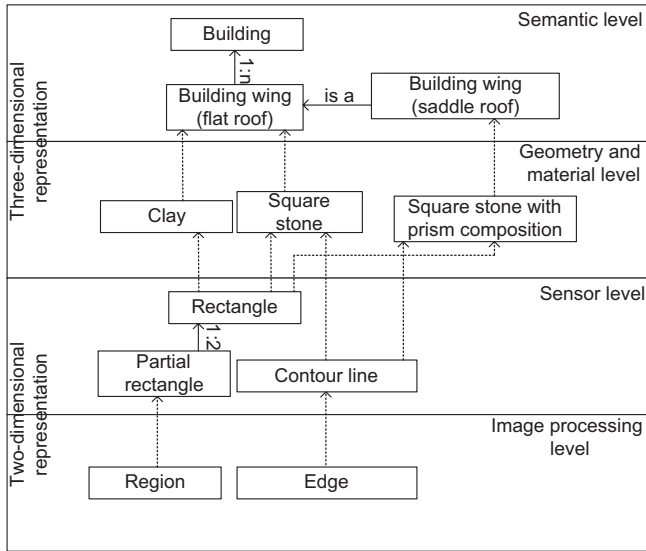 Semantic level
Building
1:n
Building wing
(flat roof)
is a
Building wing
(saddle roof)
Three-dimensional
representation
Geometry and
material level
Clay
Square
stone
Square stone with
prism composition
Sensor level
Rectangle
1:2
Partial
rectangle
Contour line
Two-dimensional
representation
Image processing
level
Region
Edge